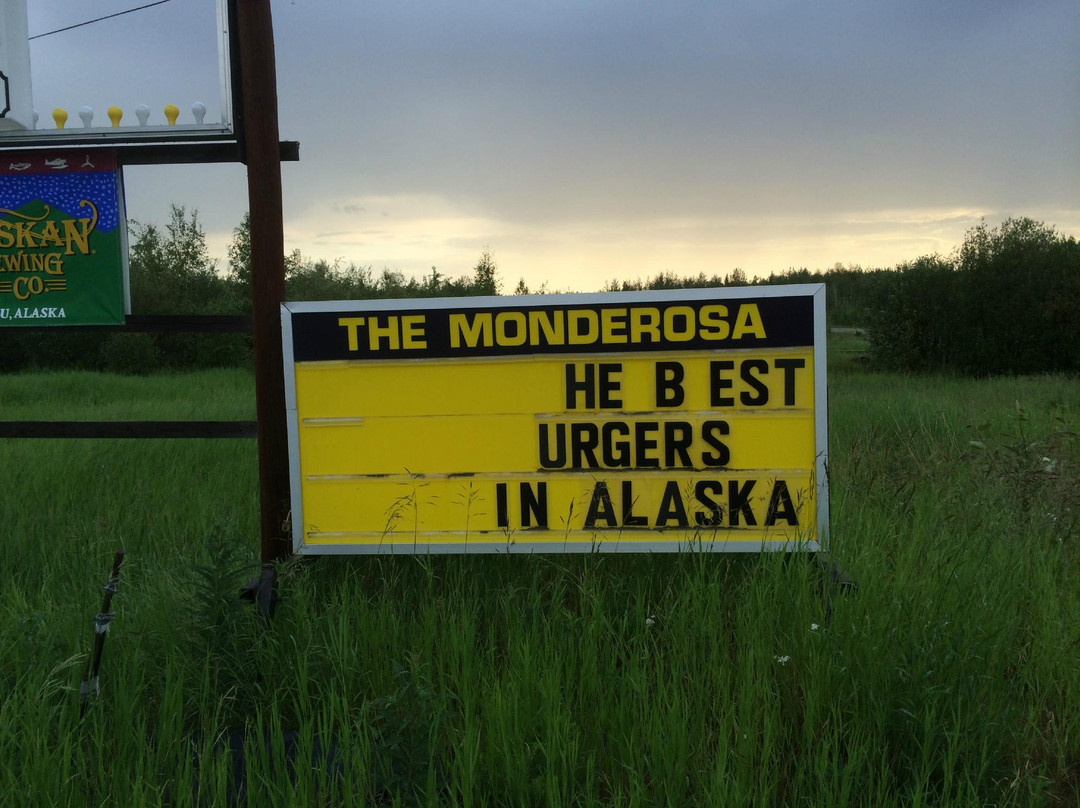 SKAN
WING
CO.
U, ALASKA
THE MONDEROSA
HE B EST
URGERS
IN ALASKA